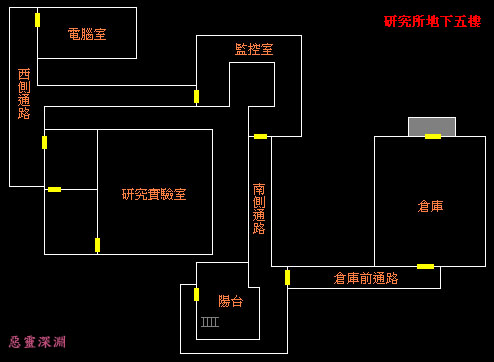 研究所地下五樓
電腦室
監控室
西側通路
研究實驗室
南側通路
倉庫
倉庫前通路
陽台
惡靈深淵